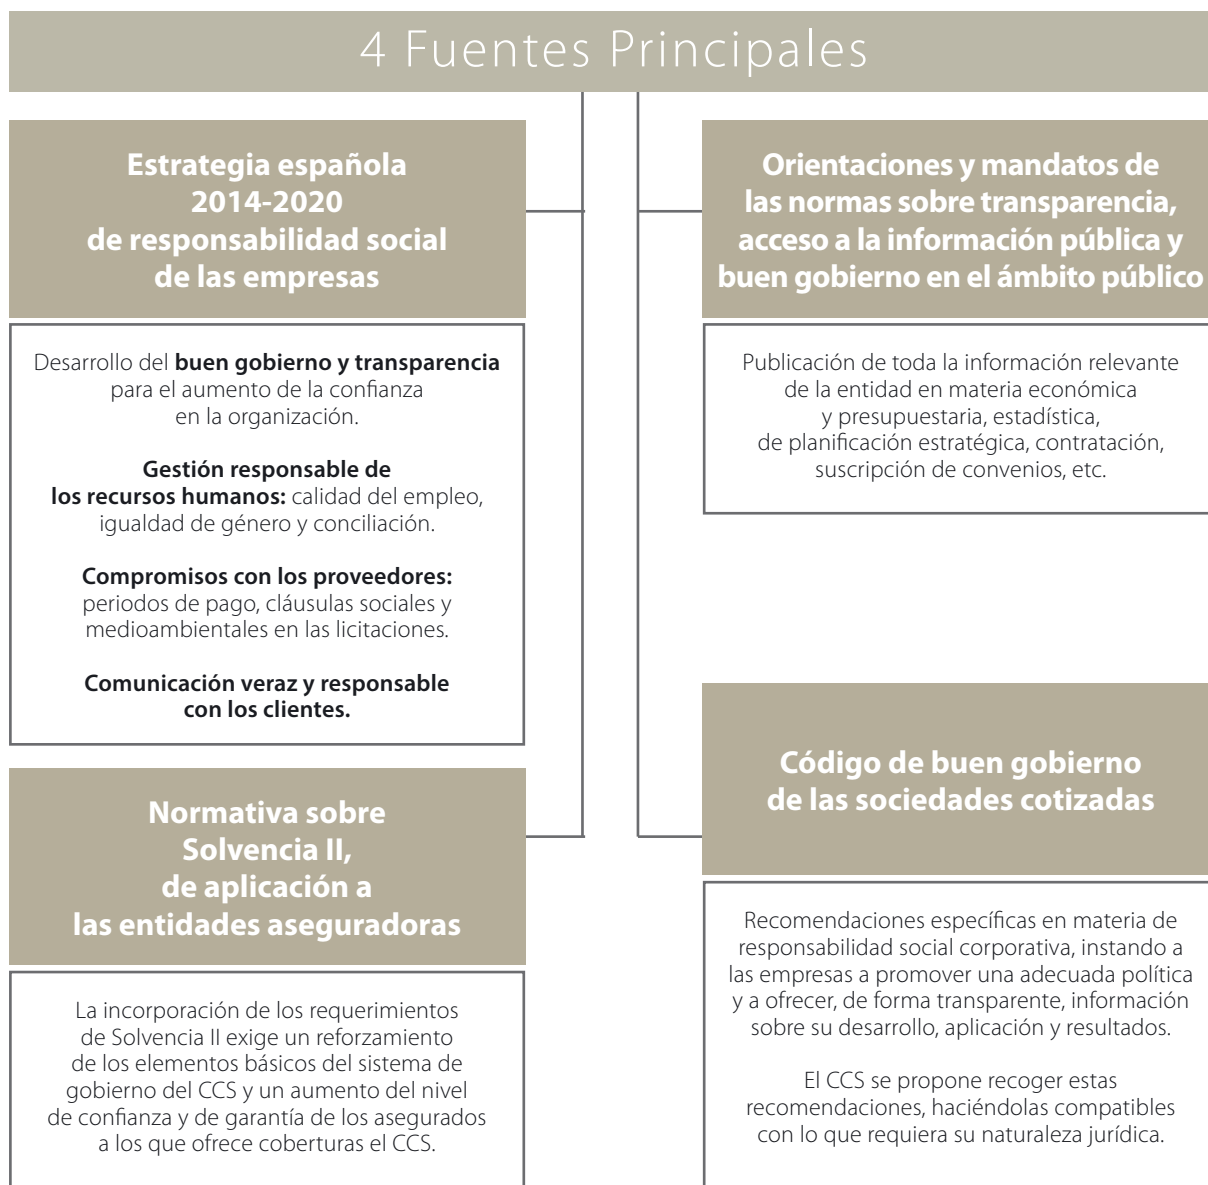 4 Fuentes Principales
Estrategia española
2014-2020
de responsabilidad social
de las empresas
Desarrollo del buen gobierno y transparencia
para el aumento de la confianza
en la organización.
Gestión responsable de
los recursos humanos: calidad del empleo,
igualdad de género y conciliación.
Compromisos con los proveedores:
periodos de pago, cláusulas sociales y
medioambientales en las licitaciones.
Comunicación veraz y responsable
con los clientes.
Normativa sobre
Solvencia II,
de aplicación a
las entidades aseguradoras
La incorporación de los requerimientos
de Solvencia II exige un reforzamiento
de los elementos básicos del sistema de
gobierno del CCS y un aumento del nivel
de confianza y de garantía de los asegurados
a los que ofrece coberturas el CCS.
Orientaciones y mandatos de
las normas sobre transparencia,
acceso a la información pública y
buen gobierno en el ámbito público
Publicación de toda la información relevante
de la entidad en materia económica
y presupuestaria, estadística,
de planificación estratégica, contratación,
suscripción de convenios, etc.
Código de buen gobierno
de las sociedades cotizadas
Recomendaciones específicas en materia de
responsabilidad social corporativa, instando a
las empresas a promover una adecuada política
y a ofrecer, de forma transparente, información
sobre su desarrollo, aplicación y resultados.
El CCS se propone recoger estas
recomendaciones, haciéndolas compatibles
con lo que requiera su naturaleza jurídica.